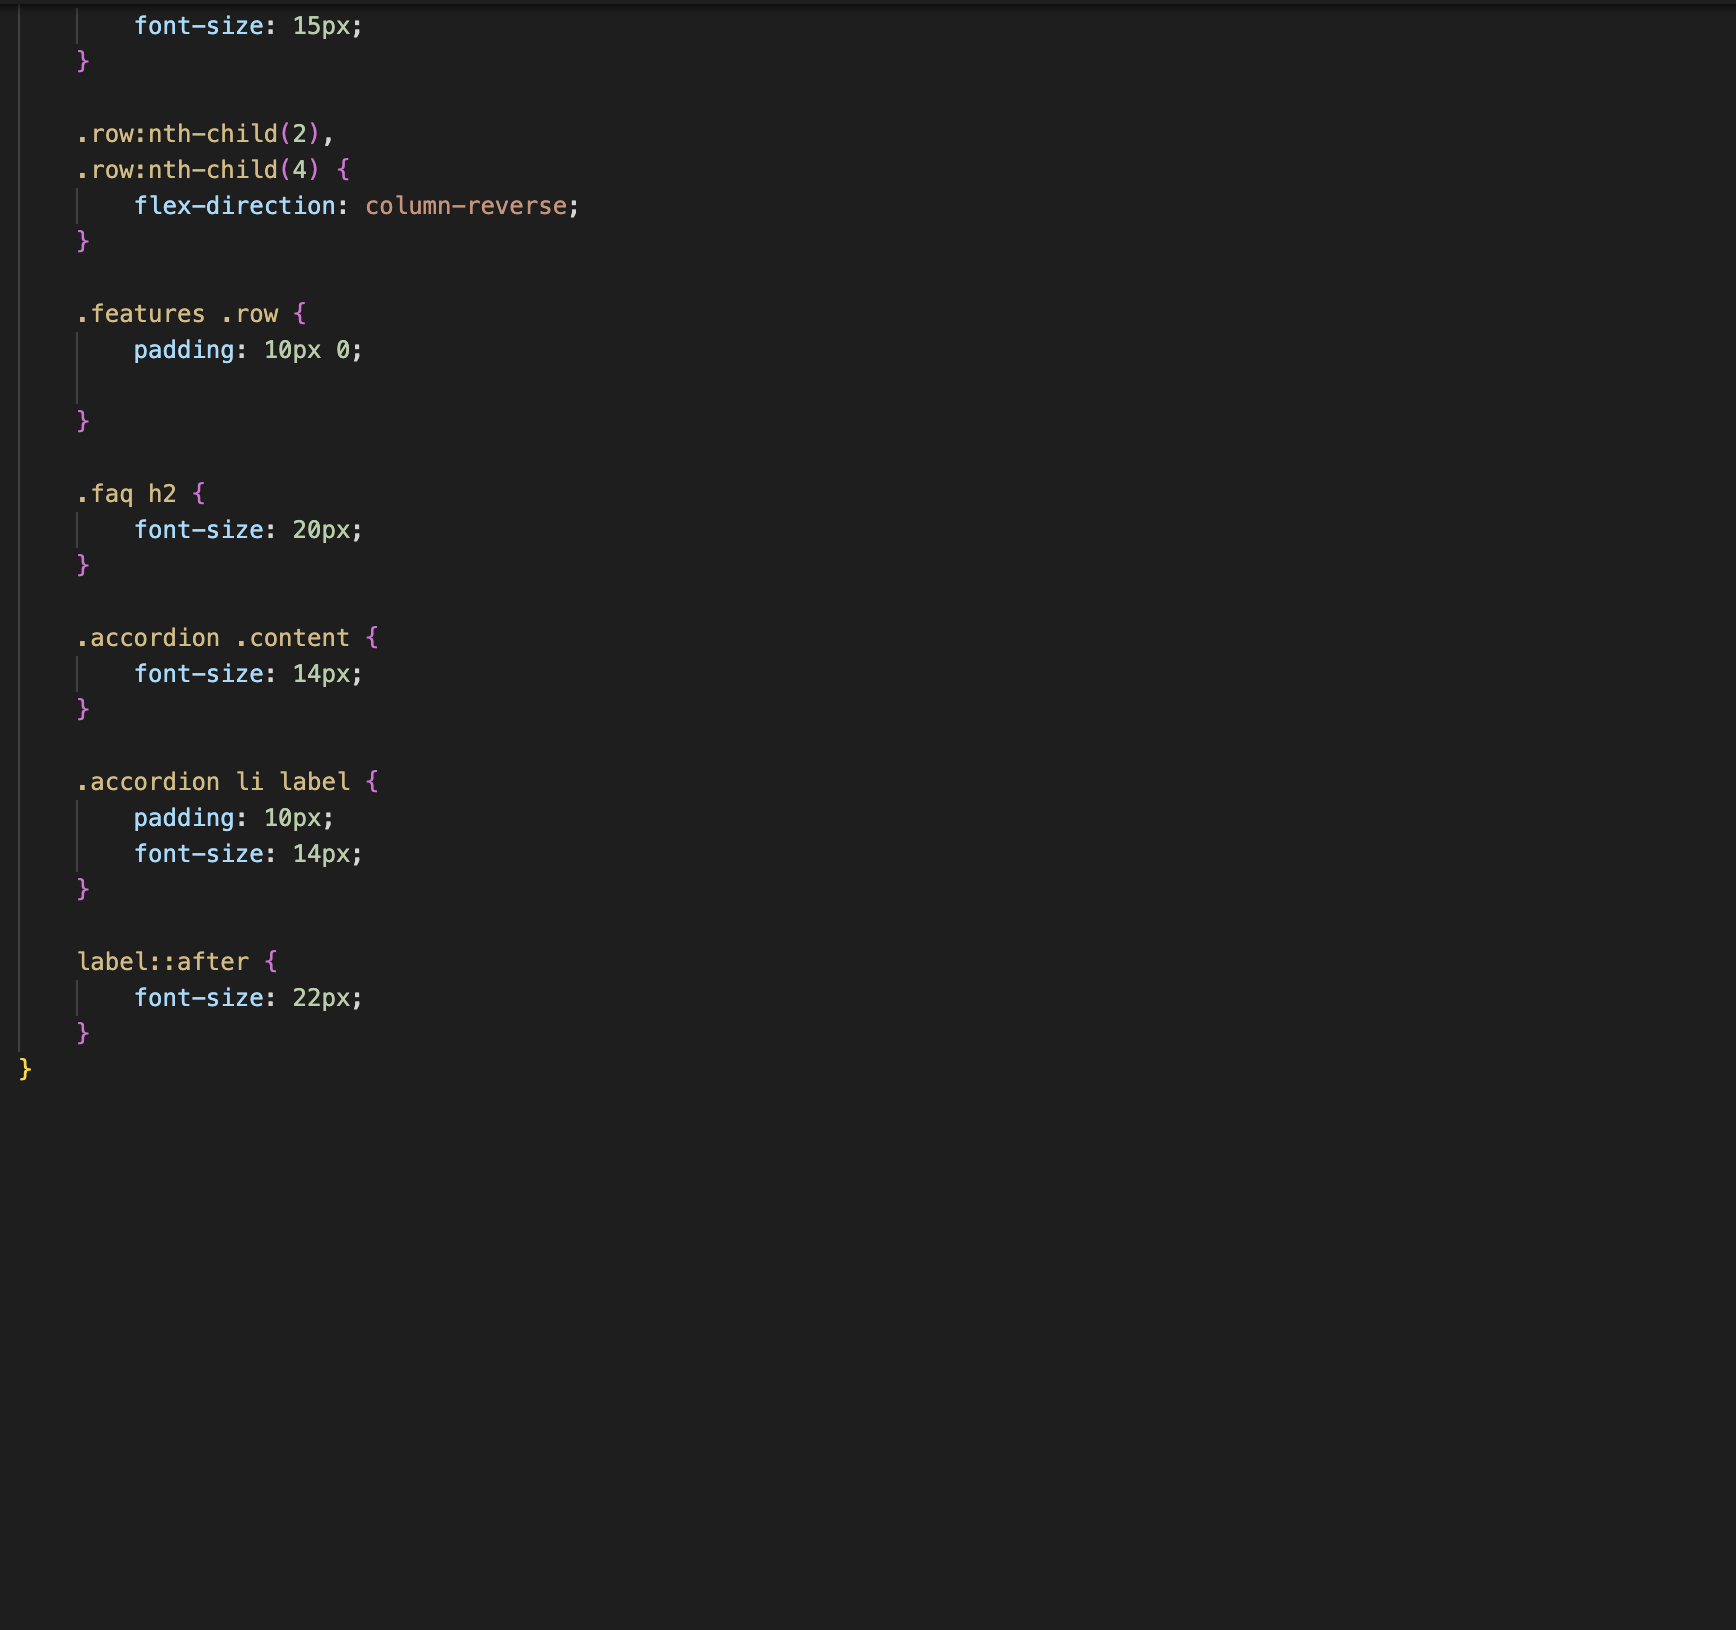 font-size: 15px;
}
.row:nth-child(2),
.row:nth-child(4) {
flex-direction: column-reverse;
}
.features .row {
padding: 10px 0;
}
.faq h2 {
font-size: 20px;
}
.accordion .content {
font-size: 14px;
}
.accordion li label {
padding: 10px;
font-size: 14px;
}
label::after {
font-size: 22px;
}
}